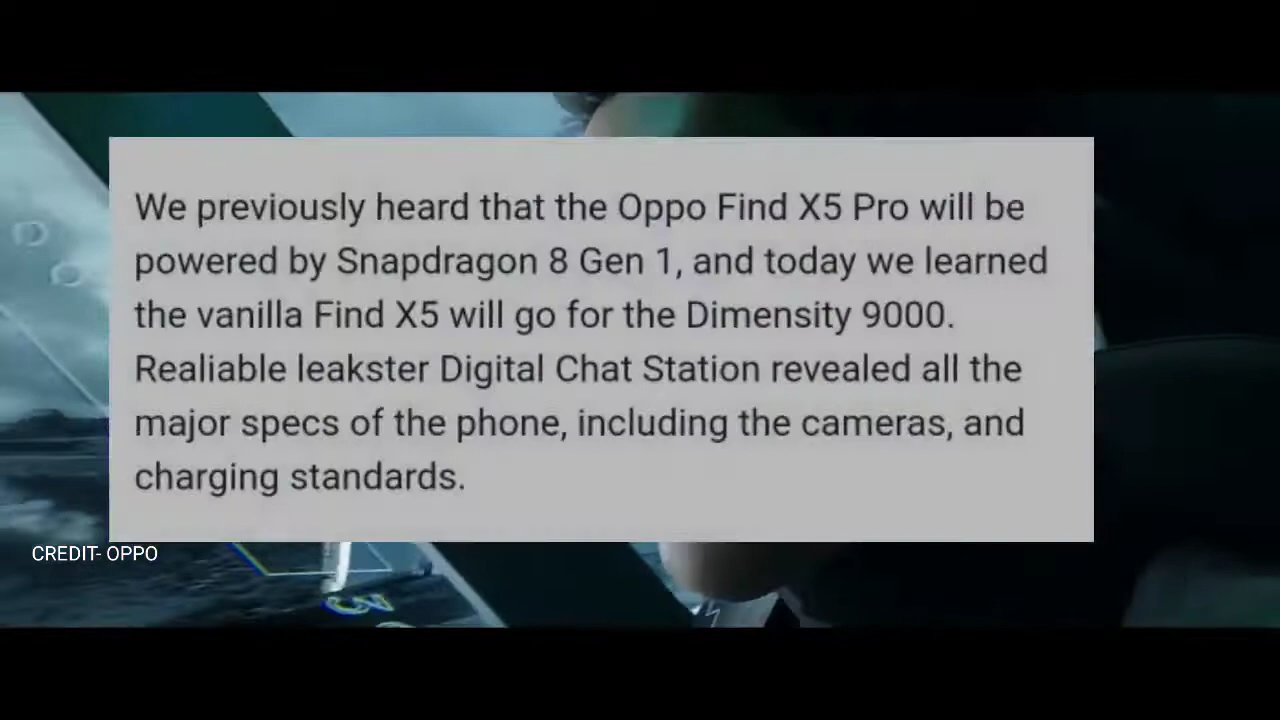 We previously heard that the Oppo Find X5 Pro will be
powered by Snapdragon 8 Gen 1, and today we learned
the vanilla Find X5 will go for the Dimensity 9000.
Realiable leakster Digital Chat Station revealed all the
major specs of the phone, including the cameras, and
charging standards.
CREDIT- OPPO